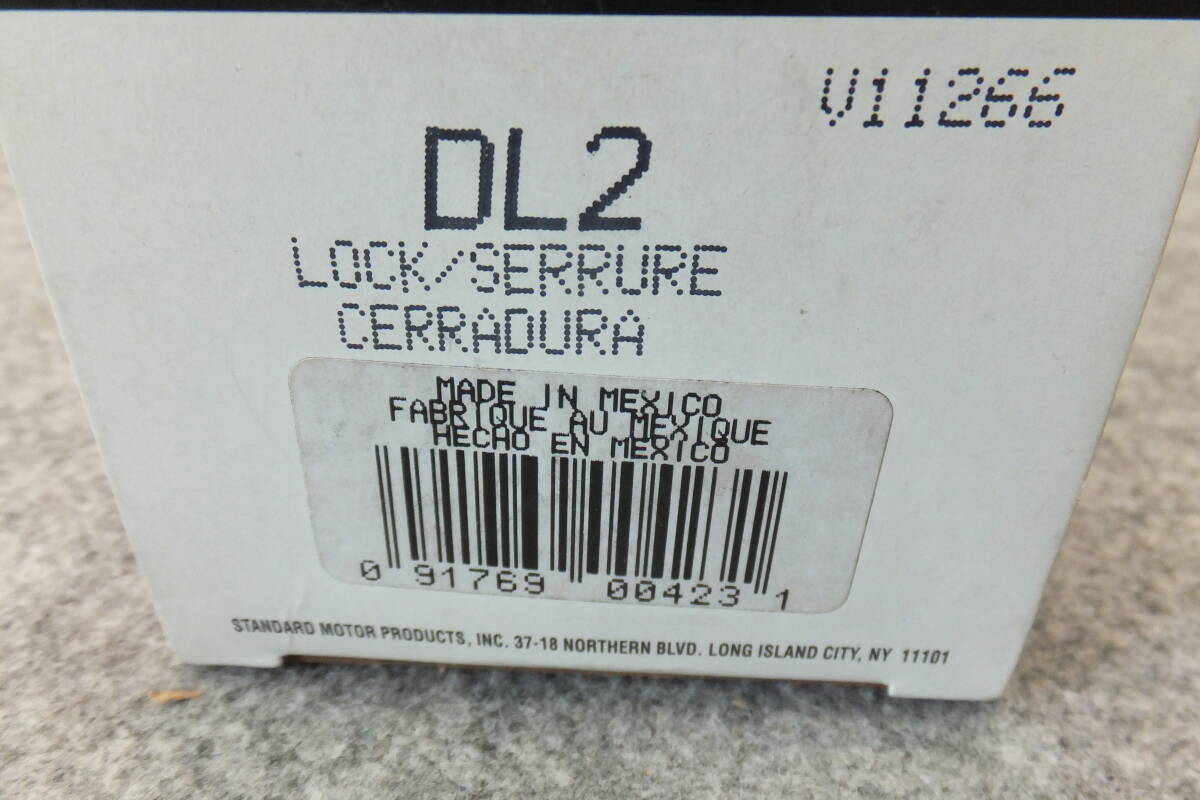 V11266
DL2
LOCK/SERRURE
CERRADURA
MADE IN MEXICO
FABRIQUE AU MEXIQUE
HECHO EN MEXICO
0 91769 00423 1
STANDARD MOTOR PRODUCTS, INC. 37-18 NORTHERN BLVD. LONG ISLAND CITY, NY 11101